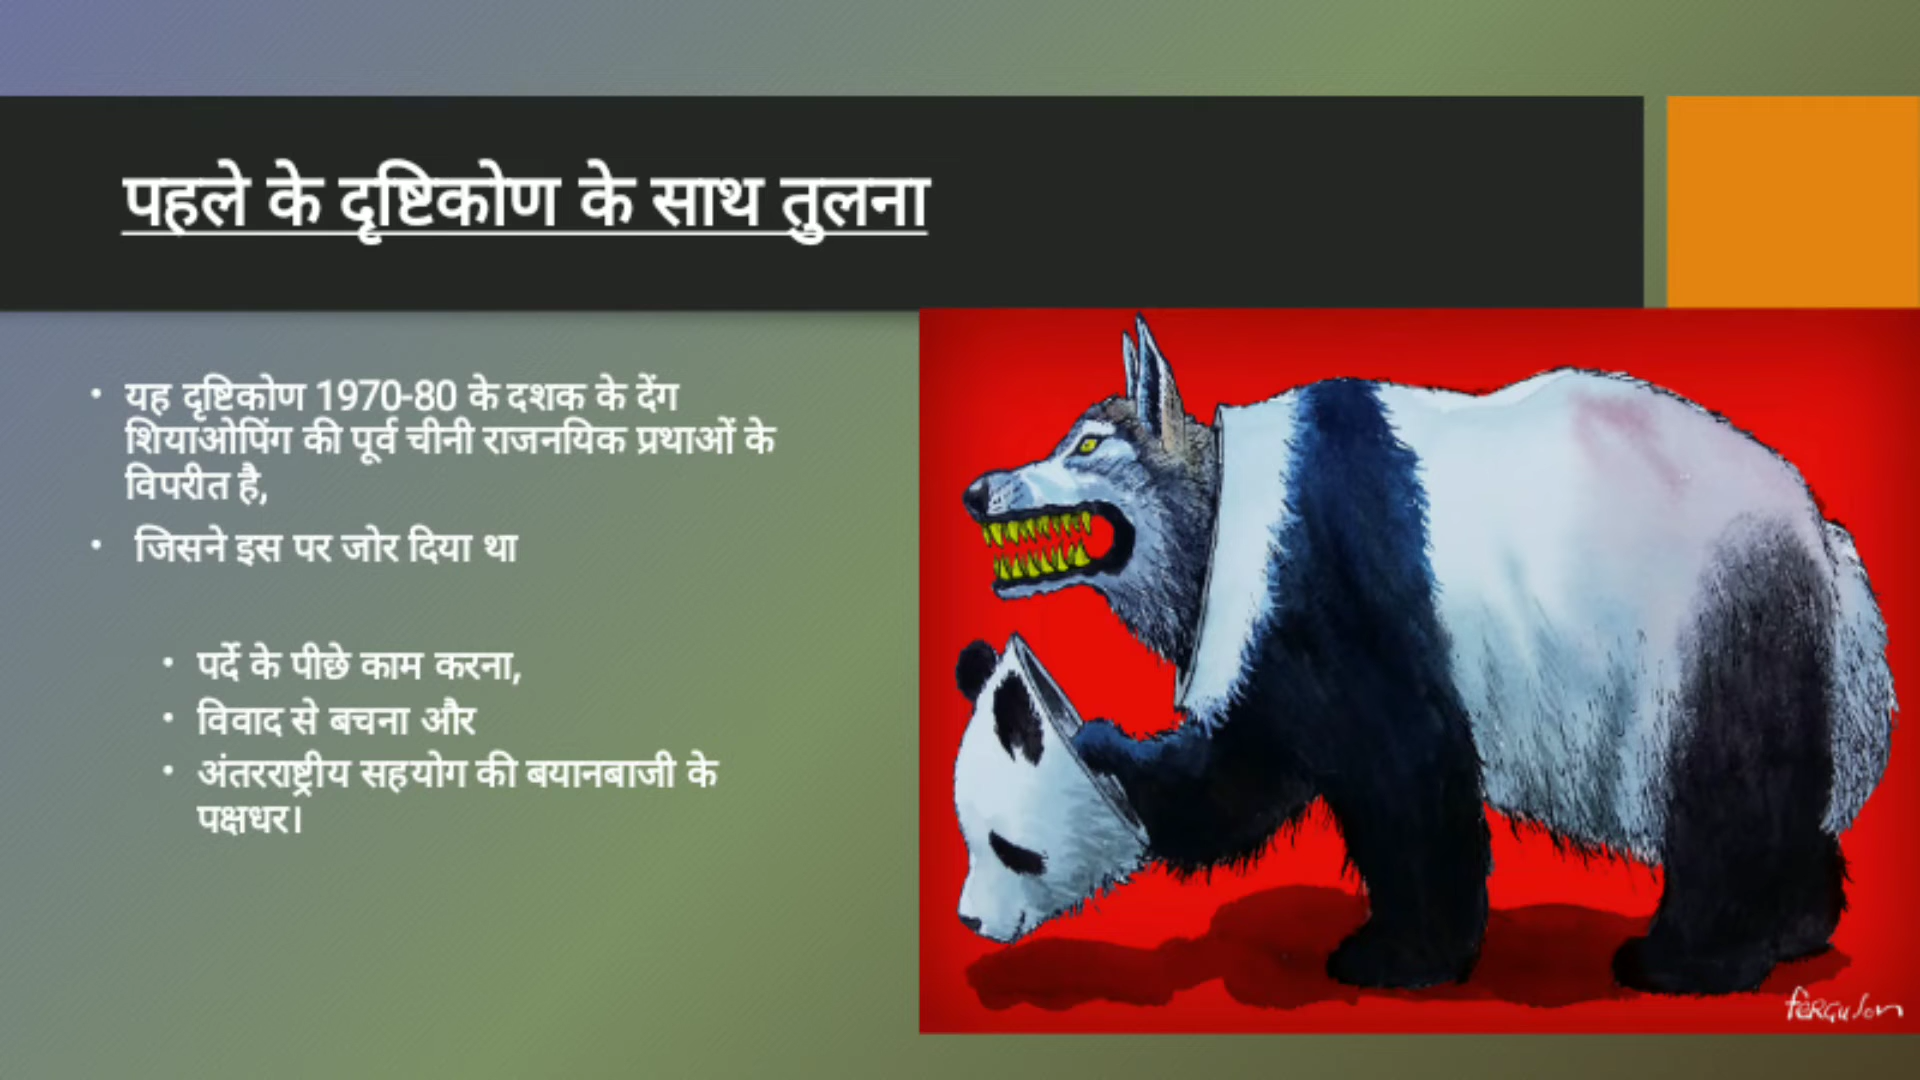 पहले के दृष्टिकोण के साथ तुलना
• यह दृष्टिकोण 1970-80 के दशक के देंग
शियाओपिंग की पूर्व चीनी राजनयिक प्रथाओं के
विपरीत है,
• जिसने इस पर जोर दिया था
• पर्दे के पीछे काम करना,
• विवाद से बचना और
• अंतरराष्ट्रीय सहयोग की बयानबाजी के
पक्षधर।
ferguson